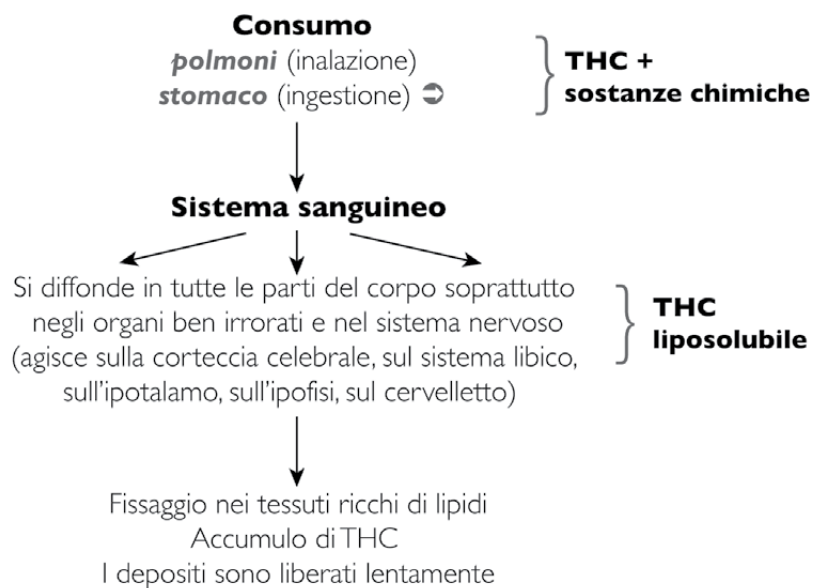 Consumo
polmoni (inalazione)
stomaco (ingestione) ➲
THC +
sostanze chimiche
Sistema sanguineo
Si diffonde in tutte le parti del corpo soprattutto
negli organi ben irrorati e nel sistema nervoso
(agisce sulla corteccia celebrale, sul sistema libico,
sull'ipotalamo, sull'ipofisi, sul cervelletto)
THC
liposolubile
Fissaggio nei tessuti ricchi di lipidi
Accumulo di THC
I depositi sono liberati lentamente